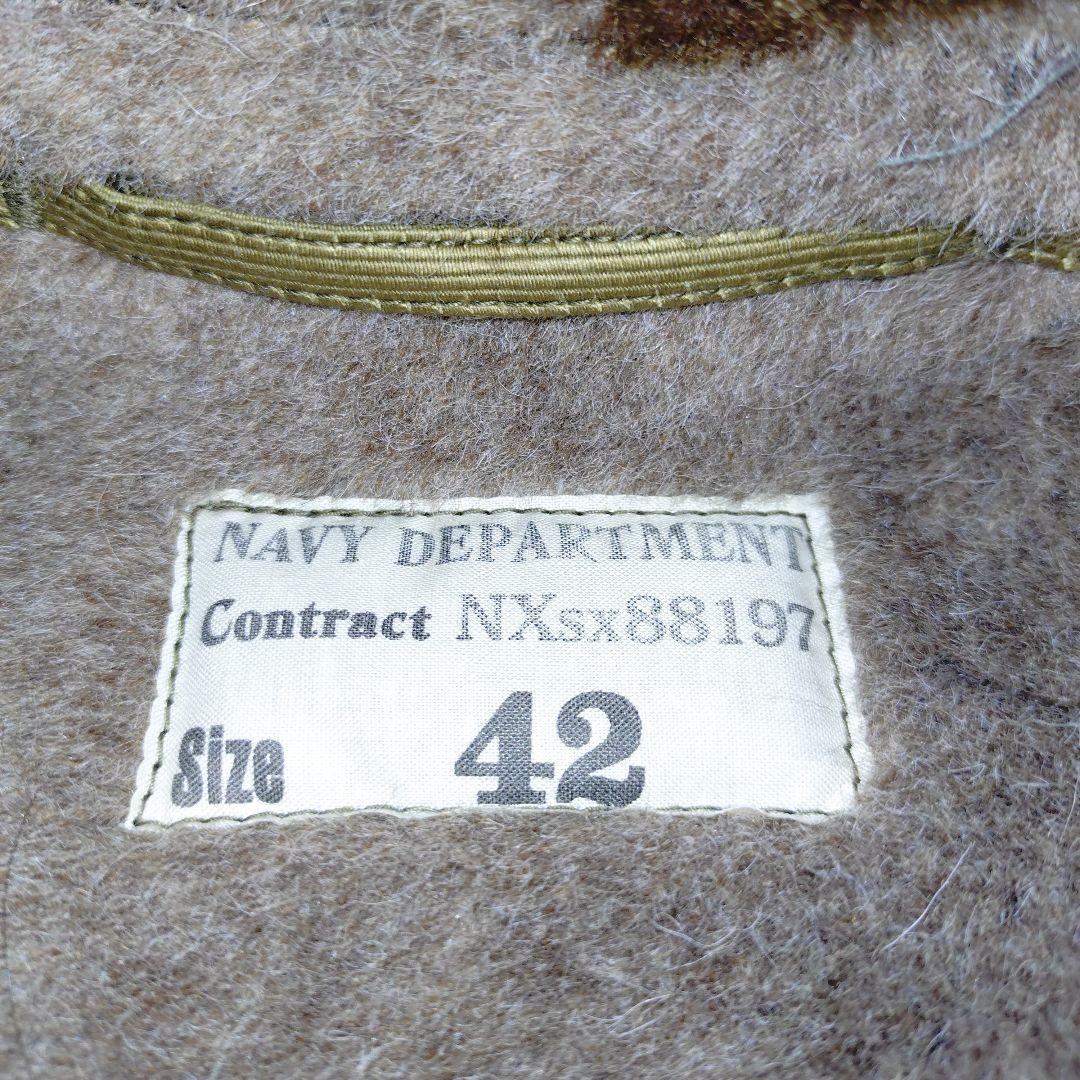 NAVY DEPARTMENT
Contract NXsx88197
Size 42